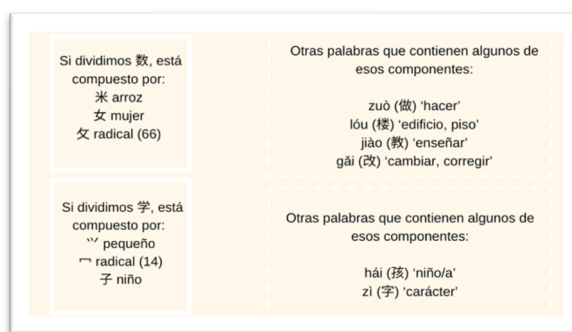 Si dividimos 数, está
compuesto por:
米 arroz
女 mujer
攵 radical (66)
Otras palabras que contienen algunos de
esos componentes:
zuò (做) ‘hacer’
lóu (楼) ‘edificio, piso’
jiào (教) ‘enseñar’
gǎi (改) ‘cambiar, corregir’
Si dividimos 学, está
compuesto por:
⺍ pequeño
冖 radical (14)
子 niño
Otras palabras que contienen algunos de
esos componentes:
hái (孩) ‘niño/a’
zì (字) ‘carácter’